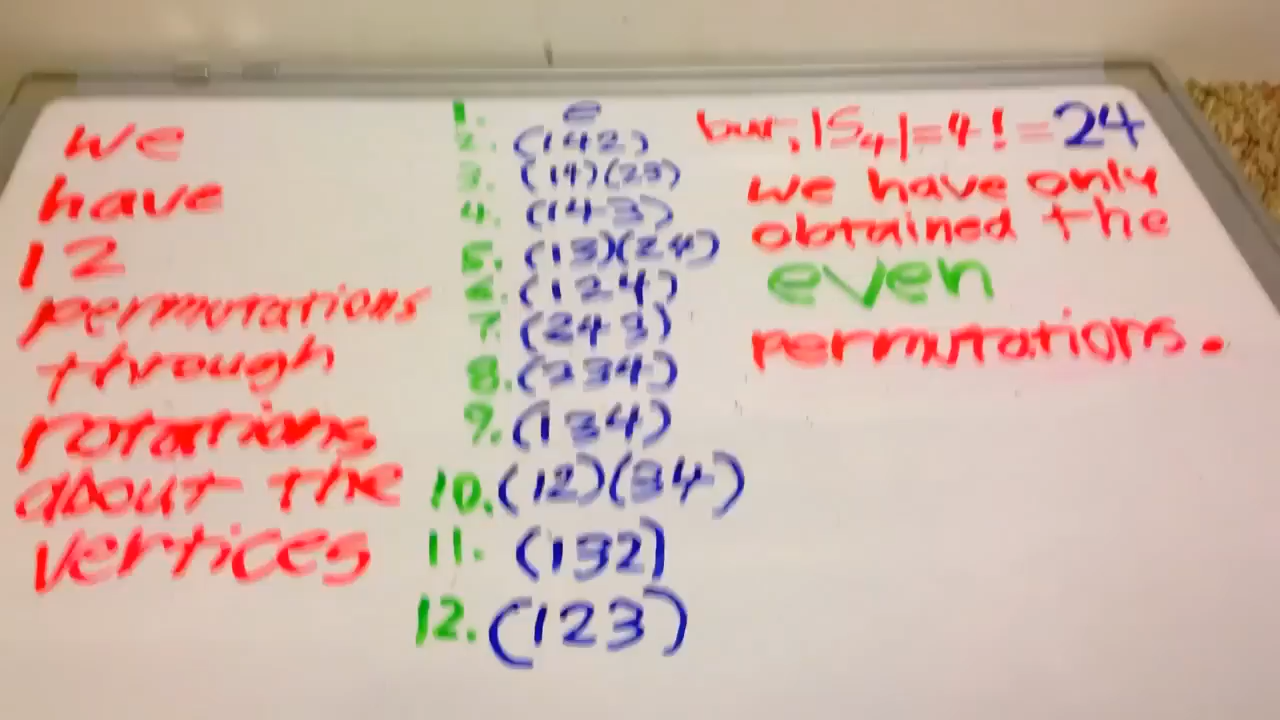 we
have
12
permutations
through
rotations
about the
vertices
1. e
2. (142)
3. (14)(23)
4. (143)
5. (13)(24)
6. (124)
7. (243)
8. (234)
9. (134)
10. (12)(34)
11. (132)
12. (123)
but, |S₄|=4! = 24
we have only
obtained the
even
permutations.